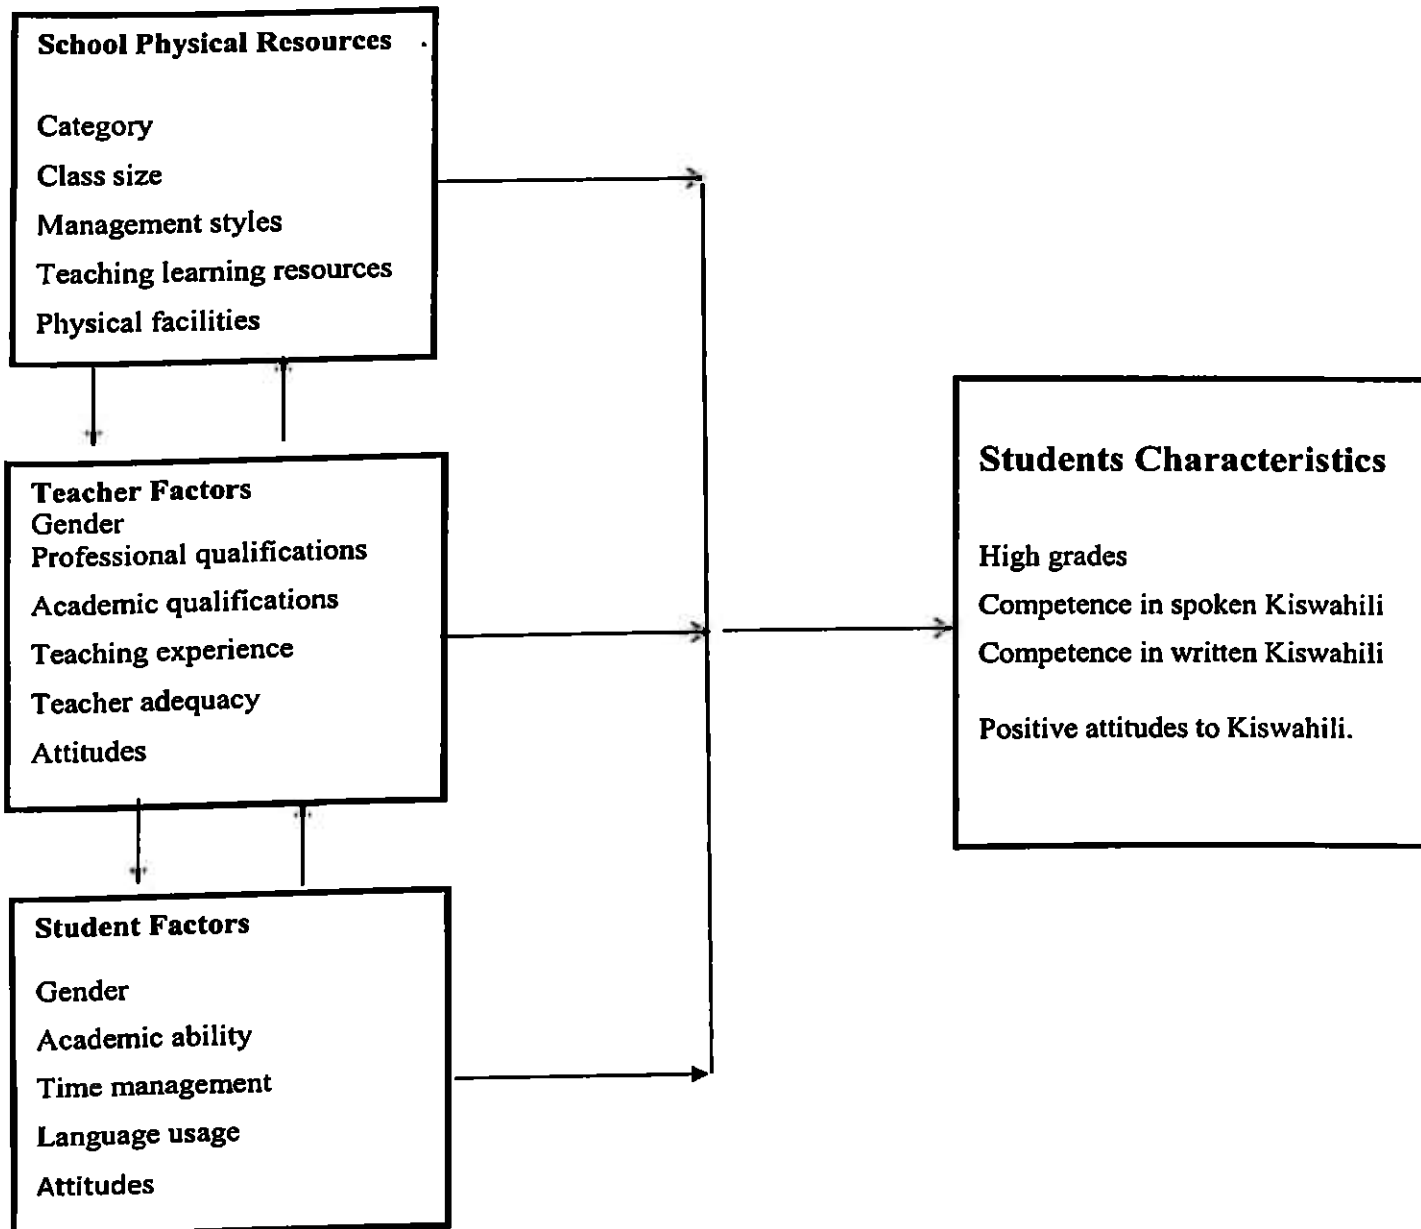 School Physical Resources
Category
Class size
Management styles
Teaching learning resources
Physical facilities
Teacher Factors
Gender
Professional qualifications
Academic qualifications
Teaching experience
Teacher adequacy
Attitudes
Student Factors
Gender
Academic ability
Time management
Language usage
Attitudes
Students Characteristics
High grades
Competence in spoken Kiswahili
Competence in written Kiswahili
Positive attitudes to Kiswahili.